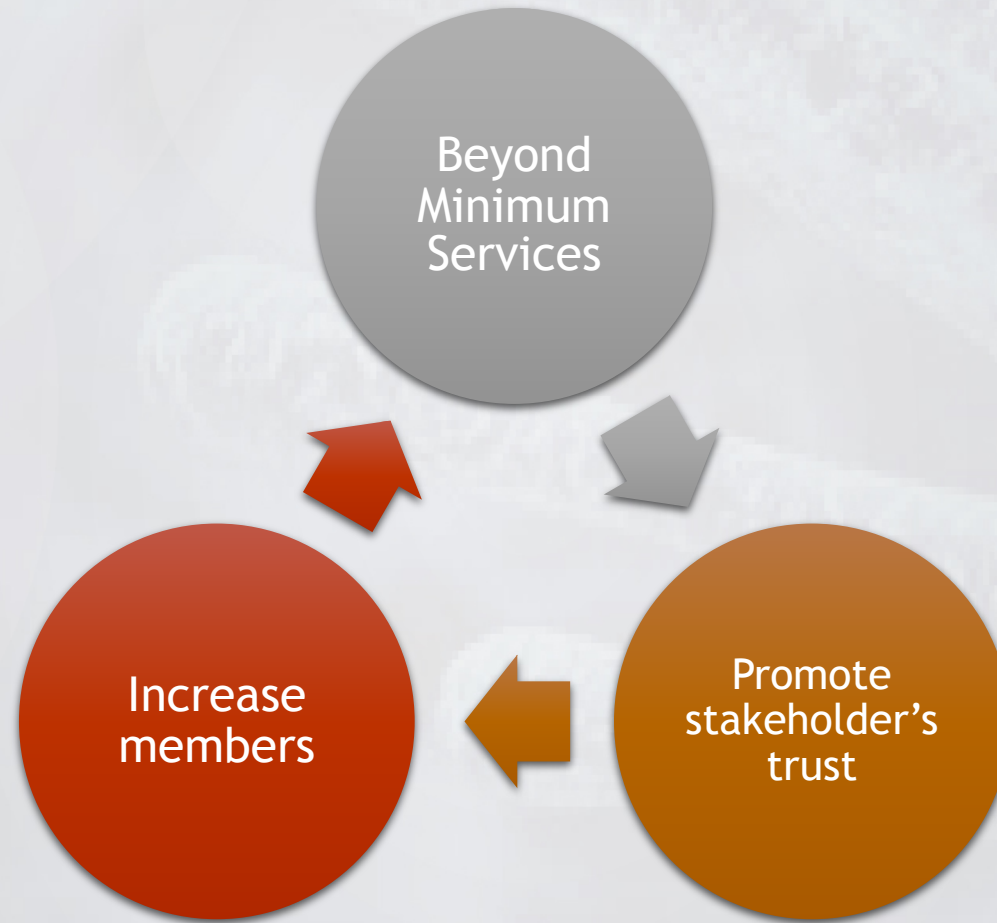 Beyond
Minimum
Services
Promote
stakeholder’s
trust
Increase
members